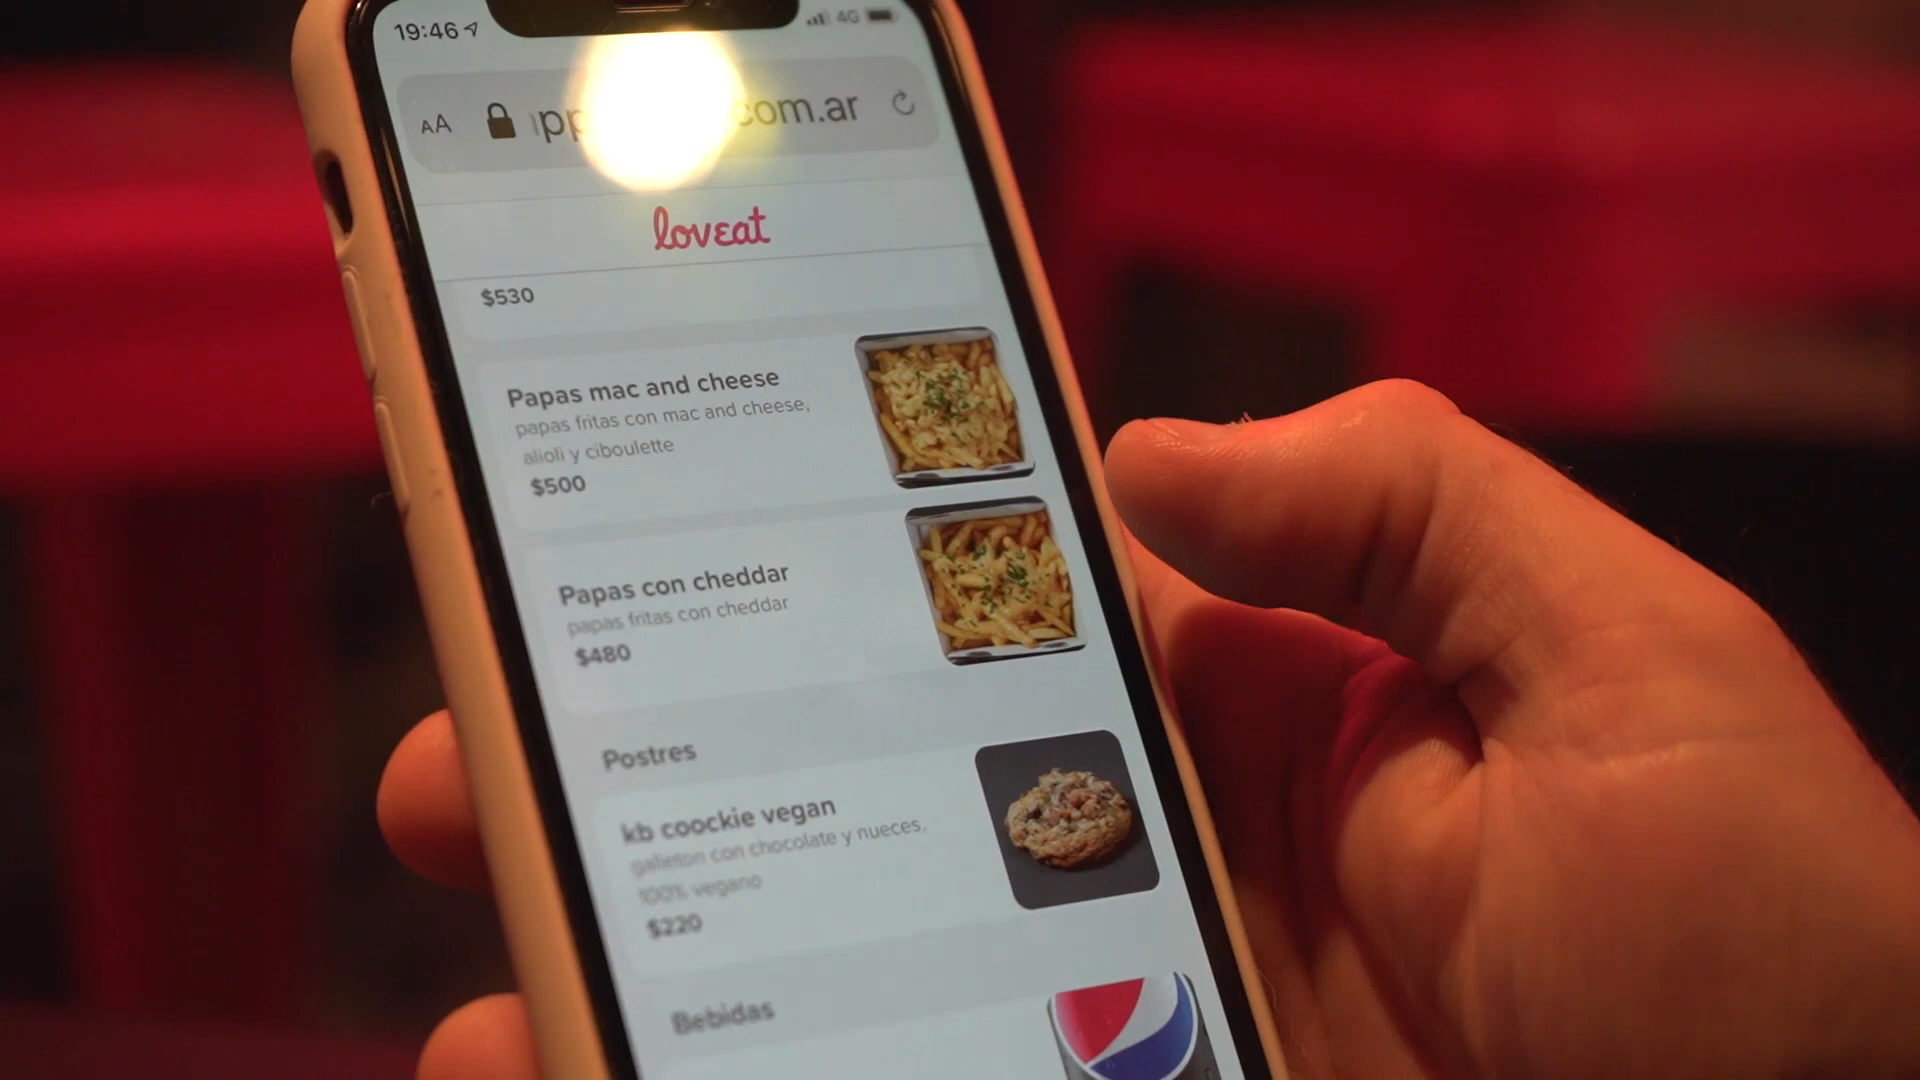 19:46
4G
AA
com.ar
loveat
$530
Papas mac and cheese
papas fritas con mac and cheese,
alioli y ciboulette
$500
Papas con cheddar
papas fritas con cheddar
$480
Postres
kb coockie vegan
galleton con chocolate y nueces.
100% vegano
$220
Bebidas